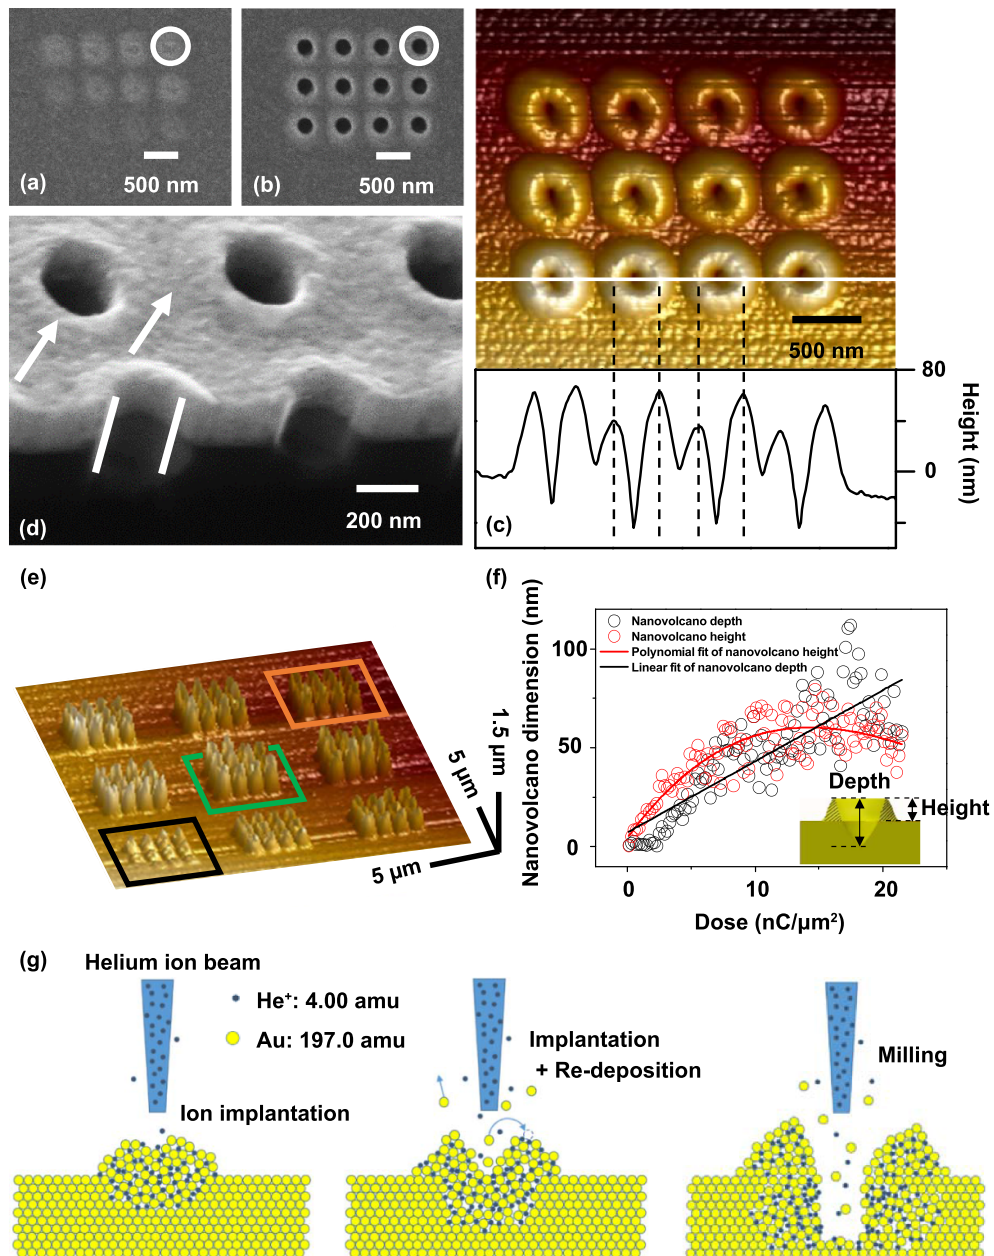 (a)
500 nm
(b)
500 nm
500 nm
(d)
200 nm
(c)
80
0
Height (nm)
(e)
5 μm
5 μm
1.5 μm
(f)
Nanovolcano dimension (nm)
100
50
0
Nanovolcano depth
Nanovolcano height
Polynomial fit of nanovolcano height
Linear fit of nanovolcano depth
Depth
Height
0
10
20
Dose (nC/μm²)
(g)
Helium ion beam
He⁺: 4.00 amu
Au: 197.0 amu
Ion implantation
Implantation
+ Re-deposition
Milling